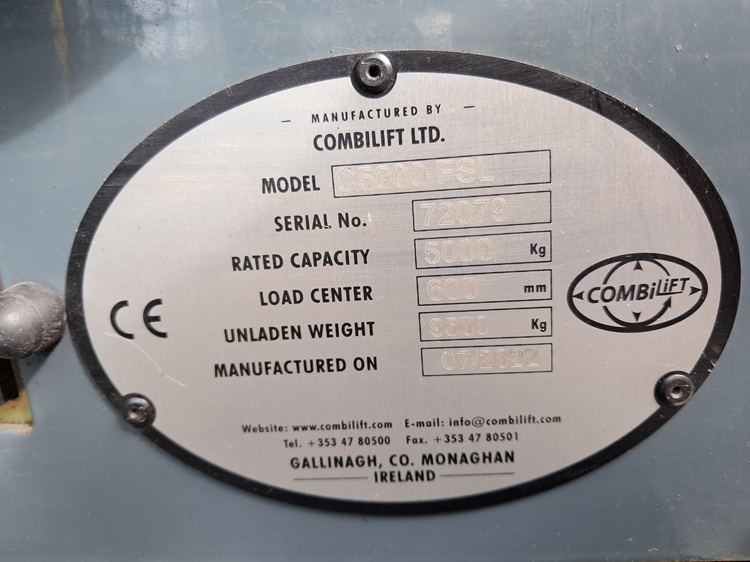 — MANUFACTURED BY —
COMBILIFT LTD.
MODEL C5000 FSL
SERIAL No. 72079
RATED CAPACITY 5000 Kg
LOAD CENTER 600 mm
UNLADEN WEIGHT 9500 Kg
MANUFACTURED ON 07/2022
CE
COMBiLiFT
Website: www.combilift.com E-mail: info@combilift.com
Tel. +353 47 80500 Fax. +353 47 80501
GALLINAGH, CO. MONAGHAN
IRELAND